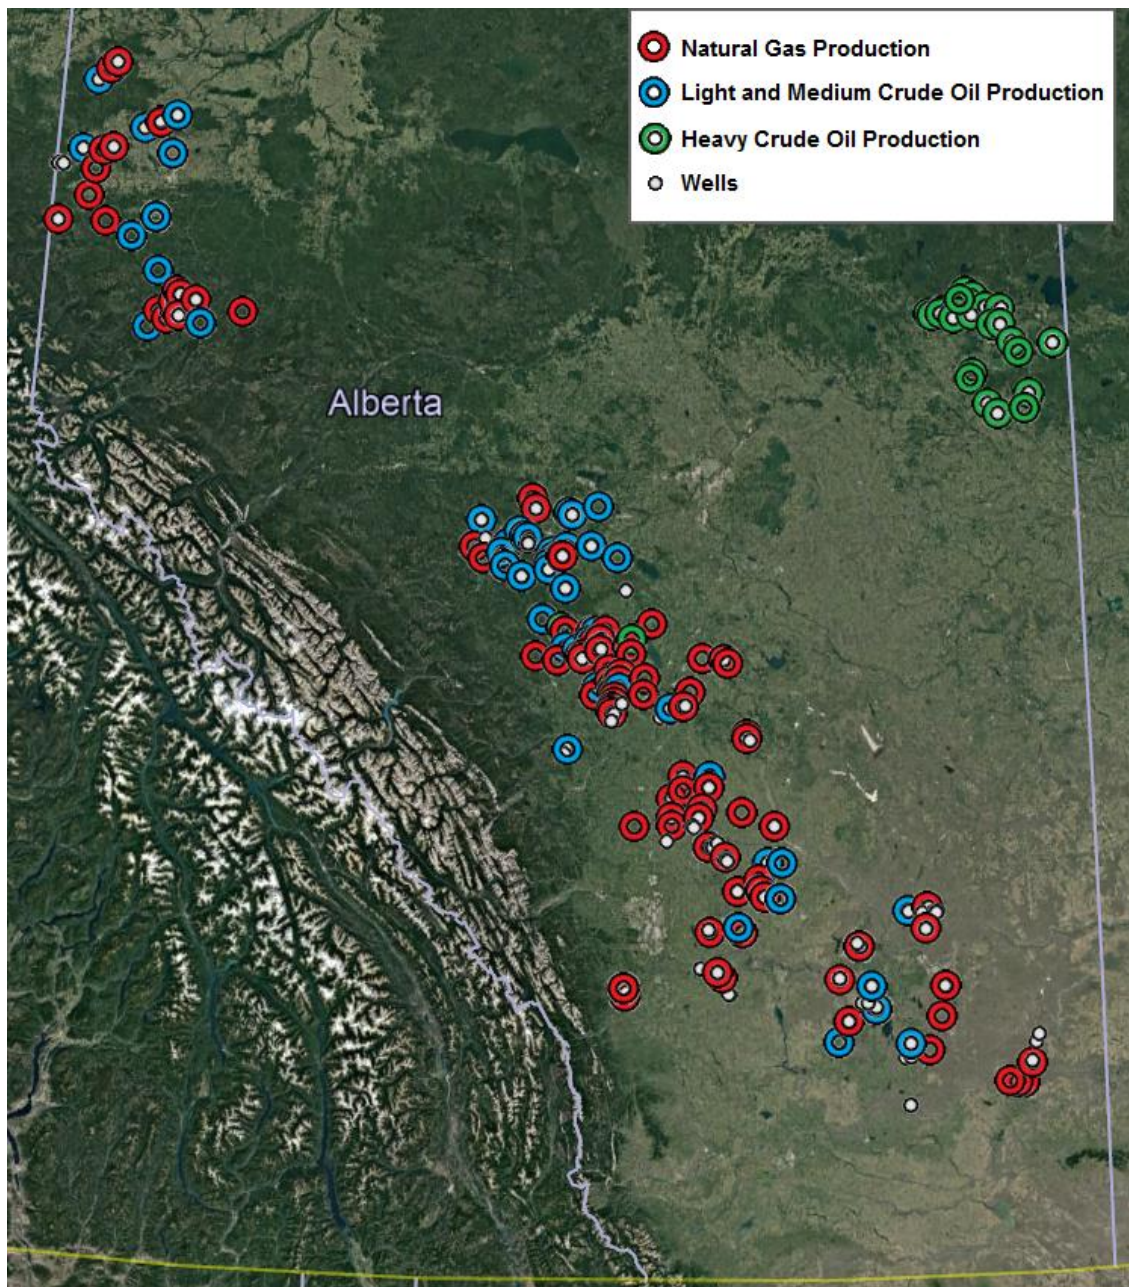 Natural Gas Production
Light and Medium Crude Oil Production
Heavy Crude Oil Production
Wells
Alberta